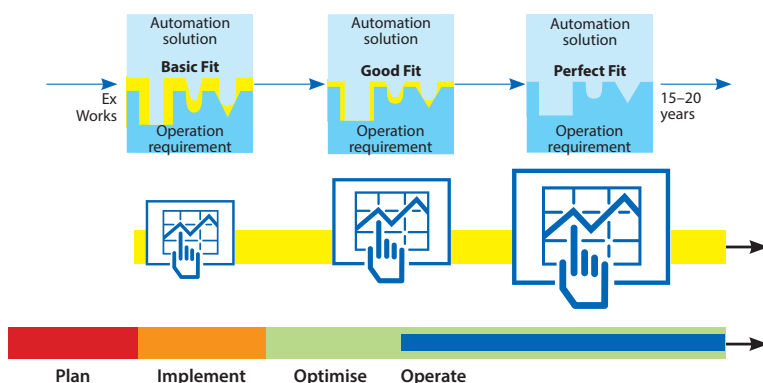 Automation
solution
Basic Fit
Operation
requirement
Automation
solution
Good Fit
Operation
requirement
Automation
solution
Perfect Fit
Operation
requirement
Ex
Works
15–20
years
Plan
Implement
Optimise
Operate